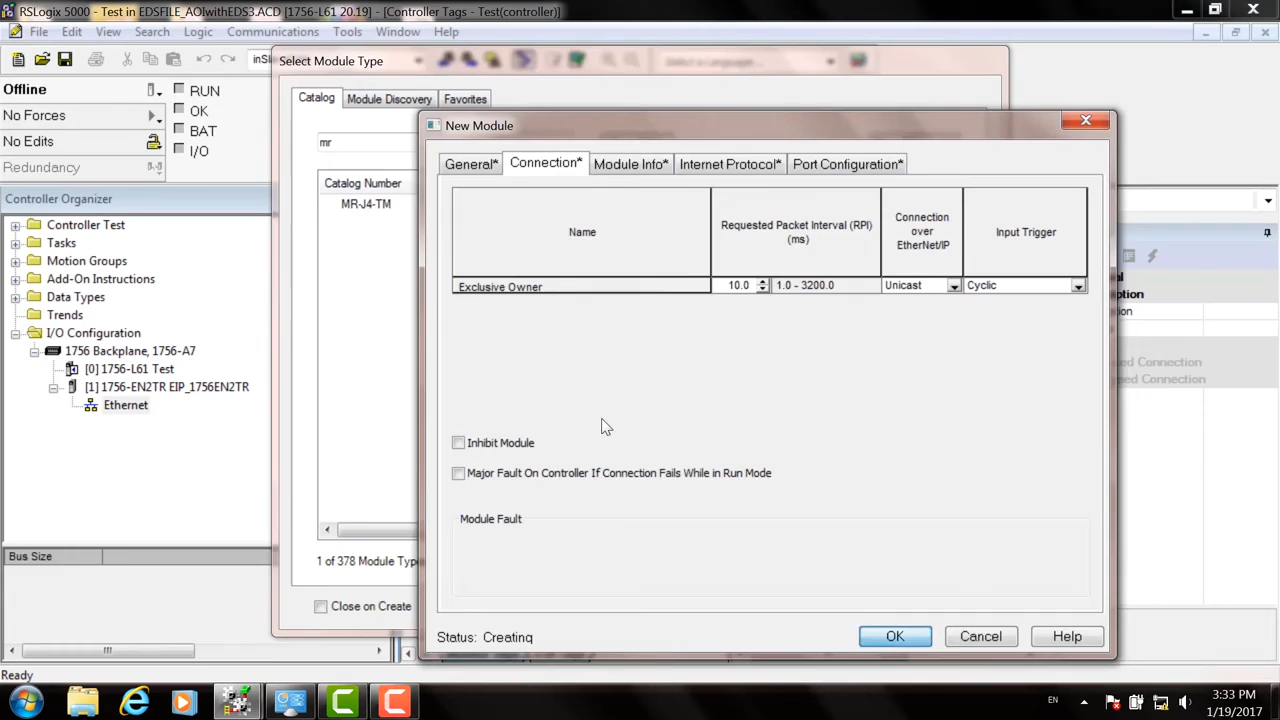 RSLogix 5000 - Test in EDSFILE_AOIwithEDS3.ACD [1756-L61 20.19] - [Controller Tags - Test(controller)]
File Edit View Search Logic Communications Tools Window Help
Select Module Type
Select a Language...
Offline
RUN
No Forces
OK
No Edits
BAT
Redundancy
I/O
Catalog Module Discovery Favorites
mr
Catalog Number
MR-J4-TM
1 of 378 Module Type
Close on Create
New Module
General* Connection* Module Info* Internet Protocol* Port Configuration*
Name
Requested Packet Interval (RPI)
(ms)
Connection
over
EtherNet/IP
Input Trigger
Exclusive Owner 10.0 1.0 - 3200.0 Unicast Cyclic
Inhibit Module
Major Fault On Controller If Connection Fails While in Run Mode
Module Fault
Status: Creating
OK Cancel Help
Controller Organizer
Controller Test
Tasks
Motion Groups
Add-On Instructions
Data Types
Trends
I/O Configuration
1756 Backplane, 1756-A7
[0] 1756-L61 Test
[1] 1756-EN2TR EIP_1756EN2TR
Ethernet
Bus Size
Ready
EN
3:33 PM
1/19/2017